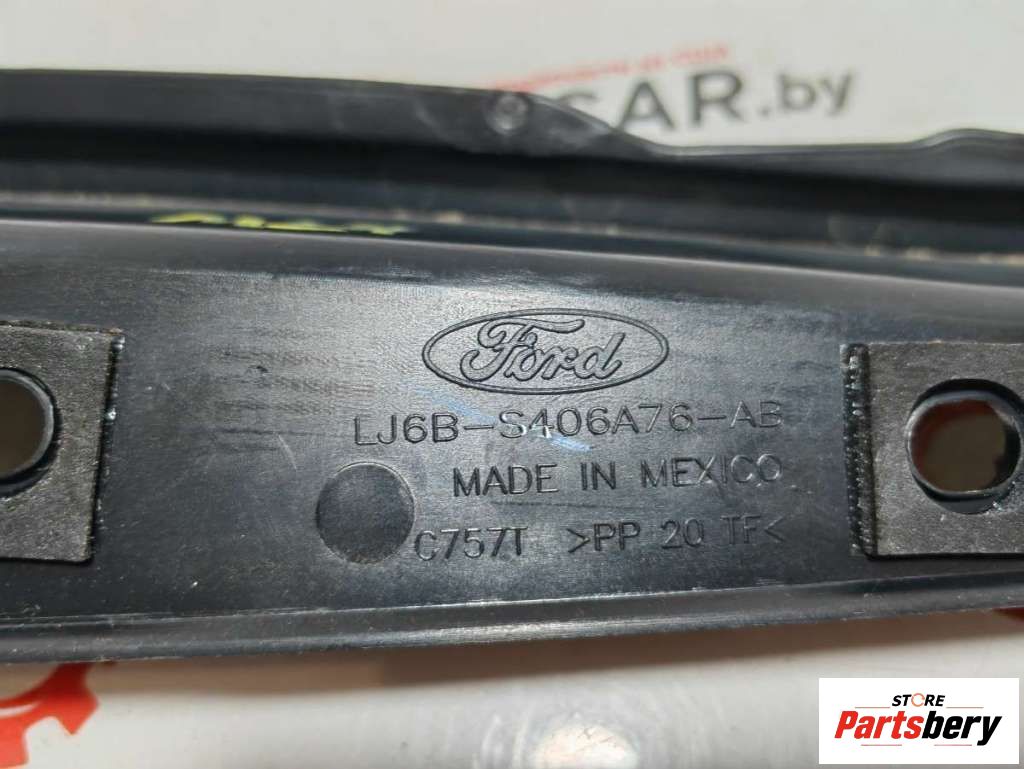 CAR.by
Ford
LJ6B-S406A76-AB
MADE IN MEXICO
C757T >PP 20 TF<
STORE
Partsbery